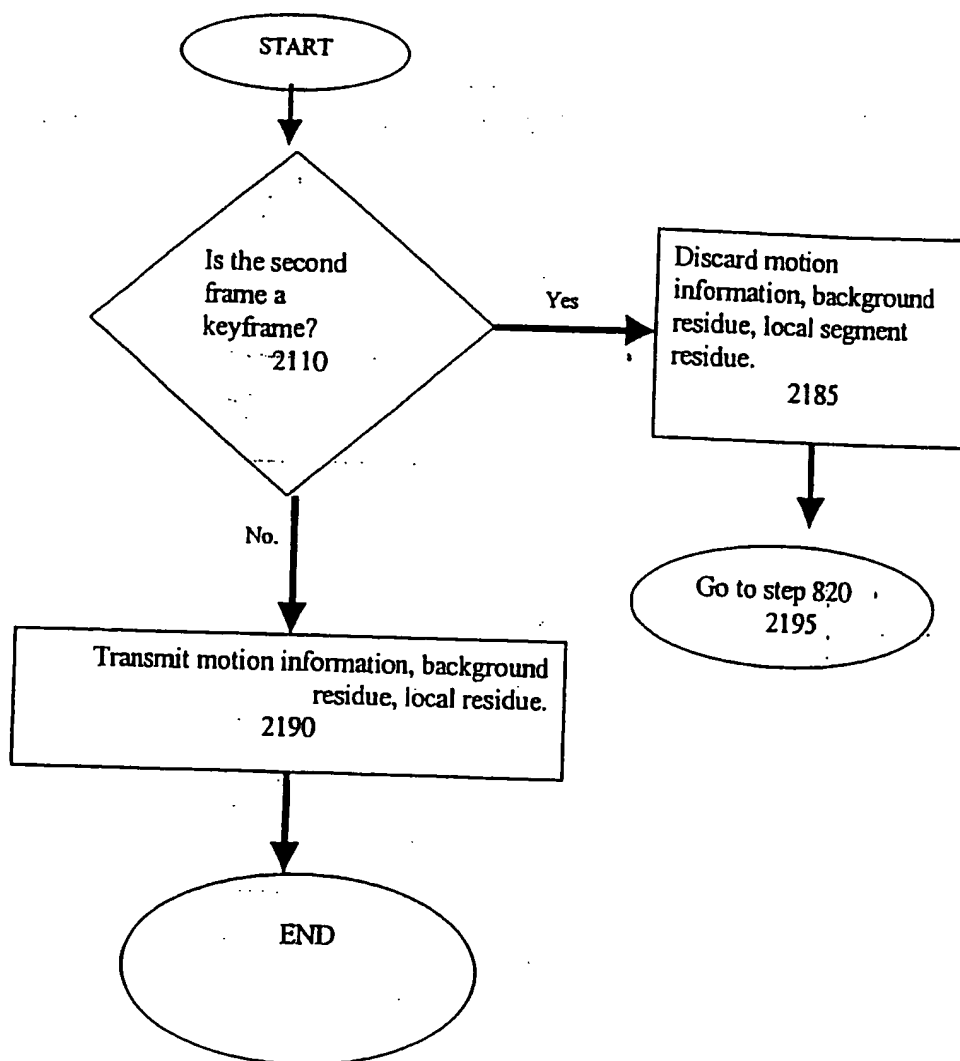 START
Is the second
frame a
keyframe?
2110
Yes
Discard motion
information, background
residue, local segment
residue.
2185
No.
Go to step 820
2195
Transmit motion information, background
residue, local residue.
2190
END